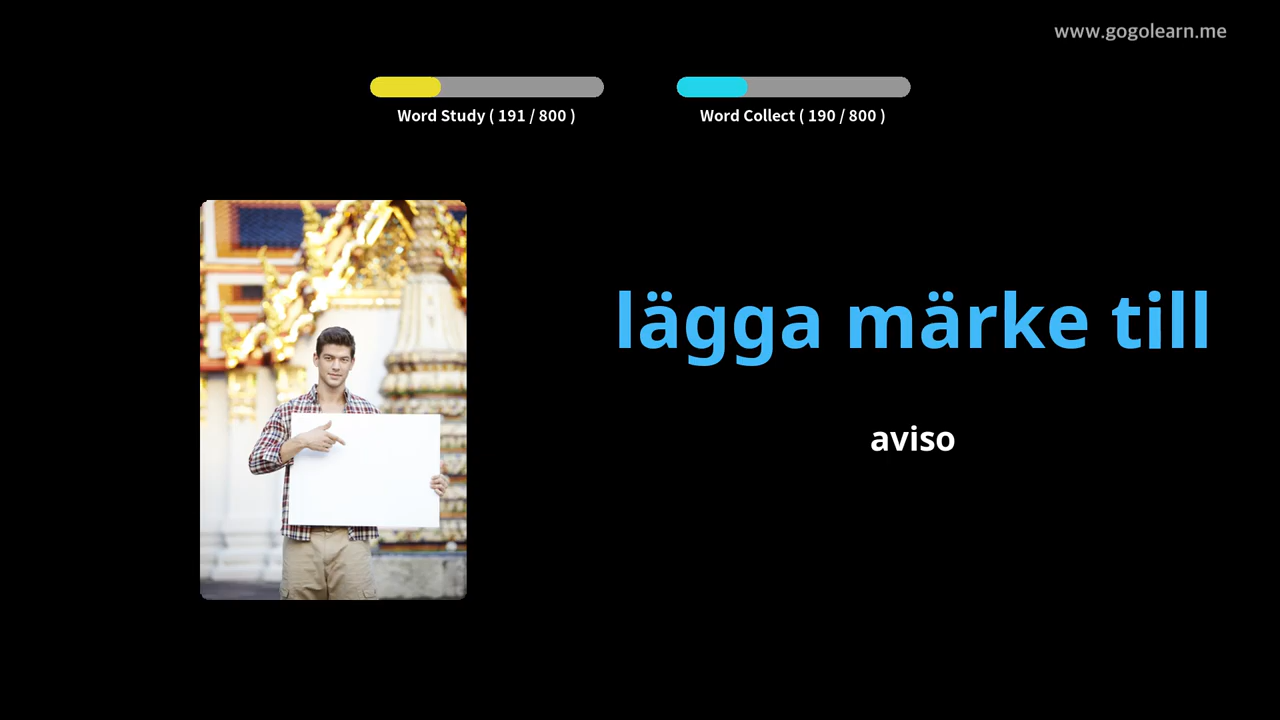 www.gogolearn.me
Word Study ( 191 / 800 )
Word Collect ( 190 / 800 )
lägga märke till
aviso